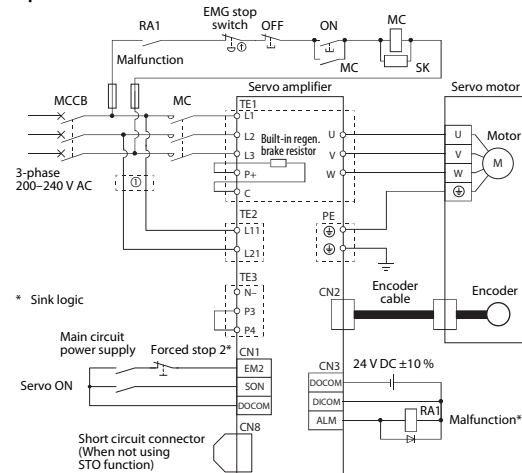 EMG stop
switch OFF ON MC
RA1
Malfunction
MC SK
Servo amplifier Servo motor
MCCB MC TE1
L1
L2 Built-in regen.
brake resistor
U U Motor
V V M
L3 W W
P+
C
3-phase
200–240 V AC
①
TE2 PE
L11
L21
TE3
N–
P3
P4
* Sink logic
CN2 Encoder
cable
Encoder
Main circuit
power supply Forced stop 2*
CN1
EM2
Servo ON SON
DOCOM
CN3 24 V DC ±10 %
DOCOM
DICOM
ALM RA1 Malfunction*
CN8
Short circuit connector
(When not using
STO function)